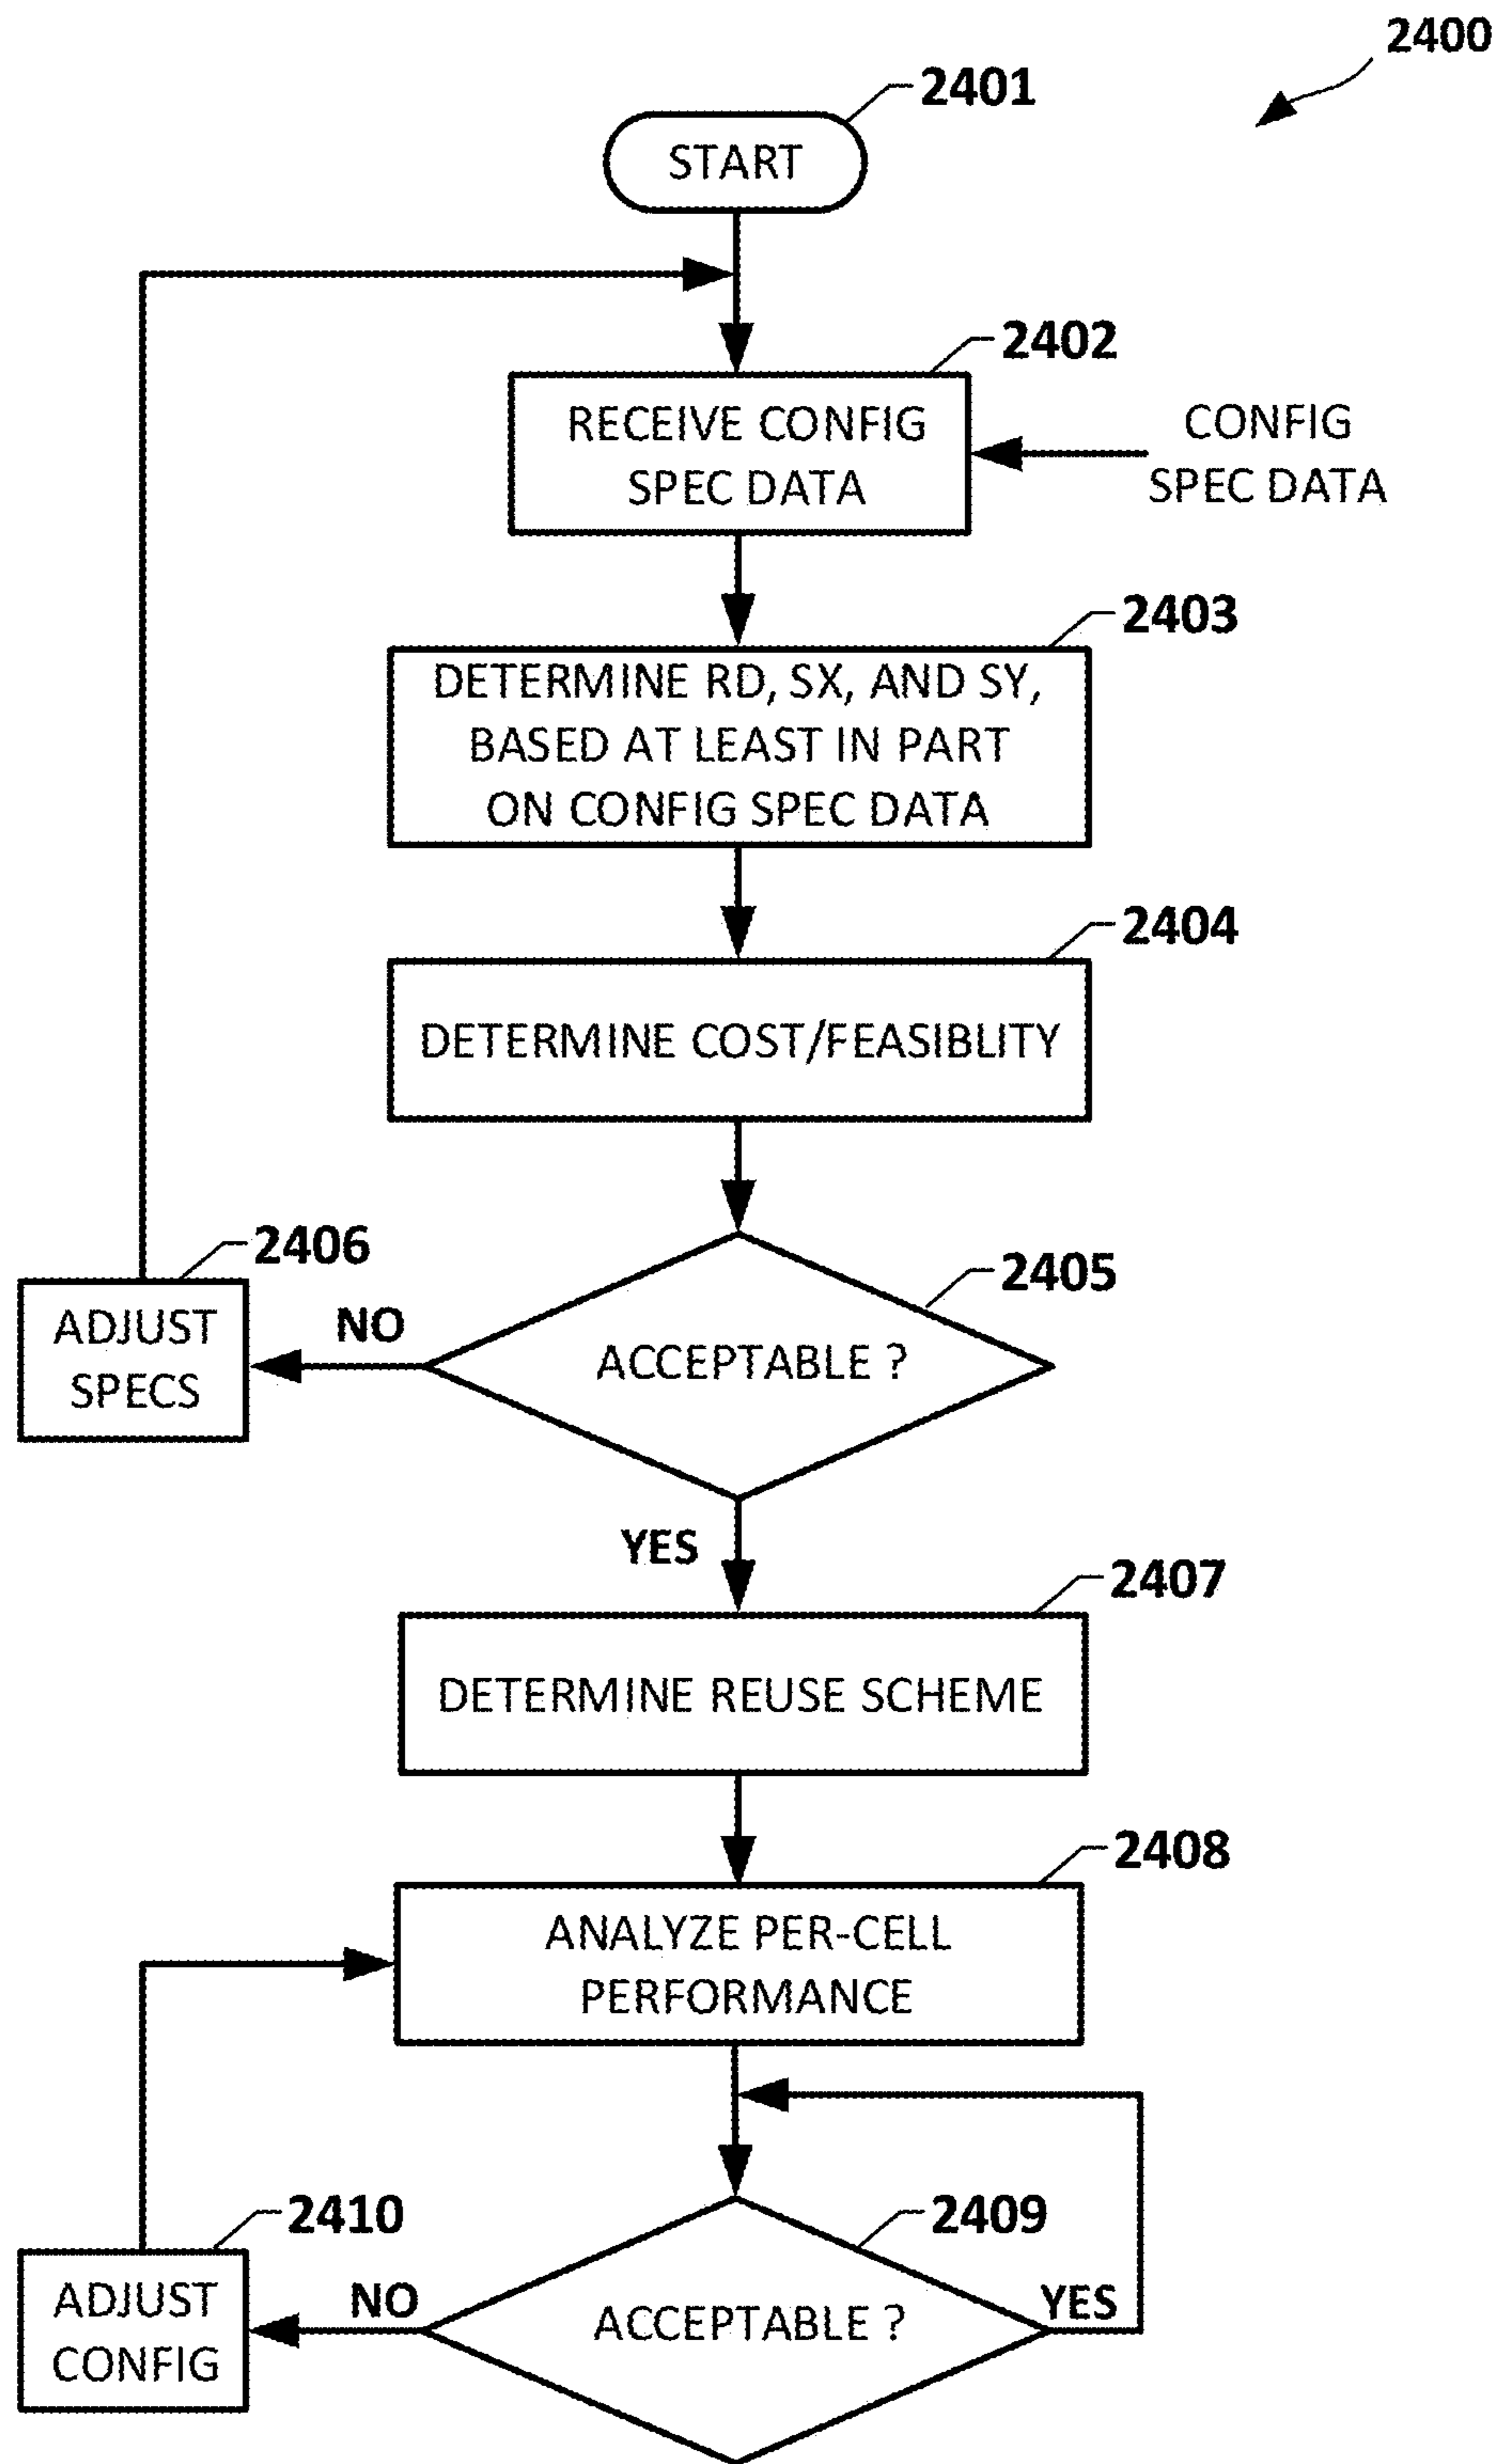 2400
2401
START
2402
RECEIVE CONFIG
SPEC DATA
CONFIG
SPEC DATA
2403
DETERMINE RD, SX, AND SY,
BASED AT LEAST IN PART
ON CONFIG SPEC DATA
2404
DETERMINE COST/FEASIBLITY
2405
ACCEPTABLE ?
NO
2406
ADJUST
SPECS
YES
2407
DETERMINE REUSE SCHEME
2408
ANALYZE PER-CELL
PERFORMANCE
2409
ACCEPTABLE ?
YES
NO
2410
ADJUST
CONFIG